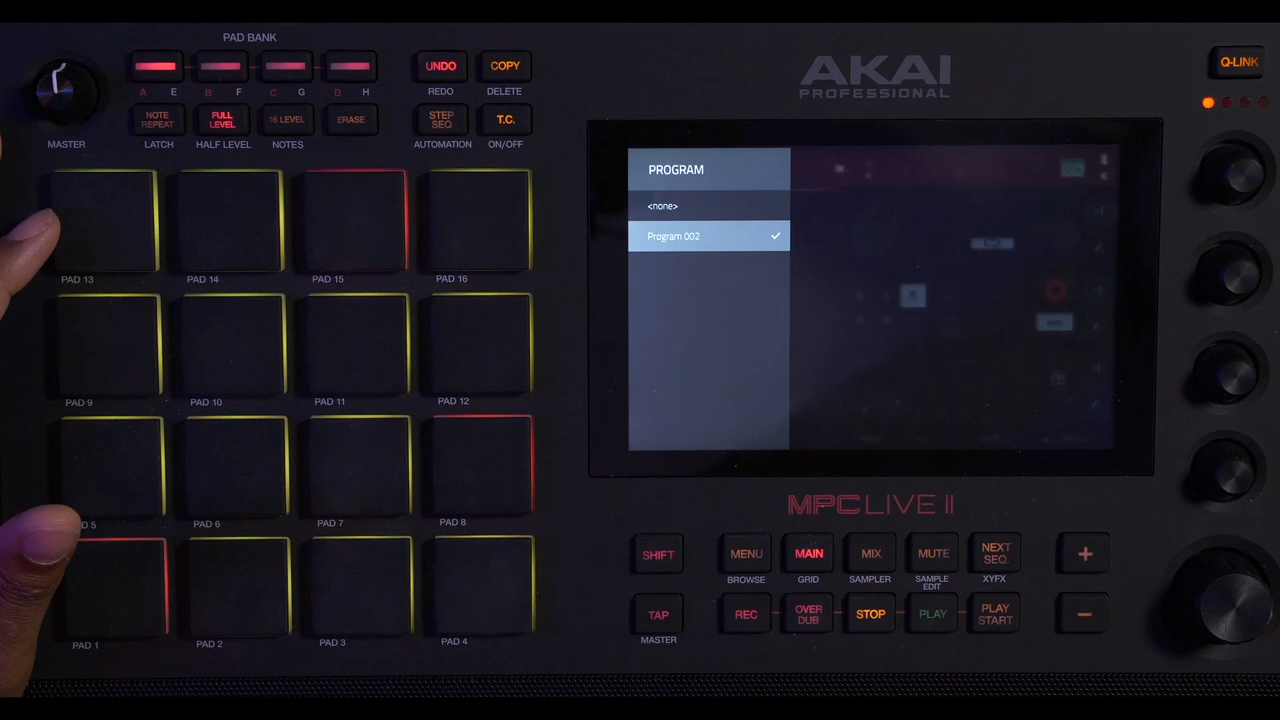 PAD BANK
A E B F C G D H
NOTE REPEAT
FULL LEVEL
16 LEVEL
ERASE
LATCH
HALF LEVEL
NOTES
MASTER
UNDO
COPY
REDO
DELETE
STEP SEQ
T.C.
AUTOMATION
ON/OFF
AKAI
PROFESSIONAL
Q-LINK
PROGRAM
<none>
Program 002
PAD 13
PAD 14
PAD 15
PAD 16
PAD 9
PAD 10
PAD 11
PAD 12
D 5
PAD 6
PAD 7
PAD 8
PAD 1
PAD 2
PAD 3
PAD 4
MPC LIVE II
SHIFT
MENU
MAIN
MIX
MUTE
NEXT SEQ.
+
BROWSE
GRID
SAMPLER
SAMPLE EDIT
XYFX
TAP
REC
OVER DUB
STOP
PLAY
PLAY START
−
MASTER